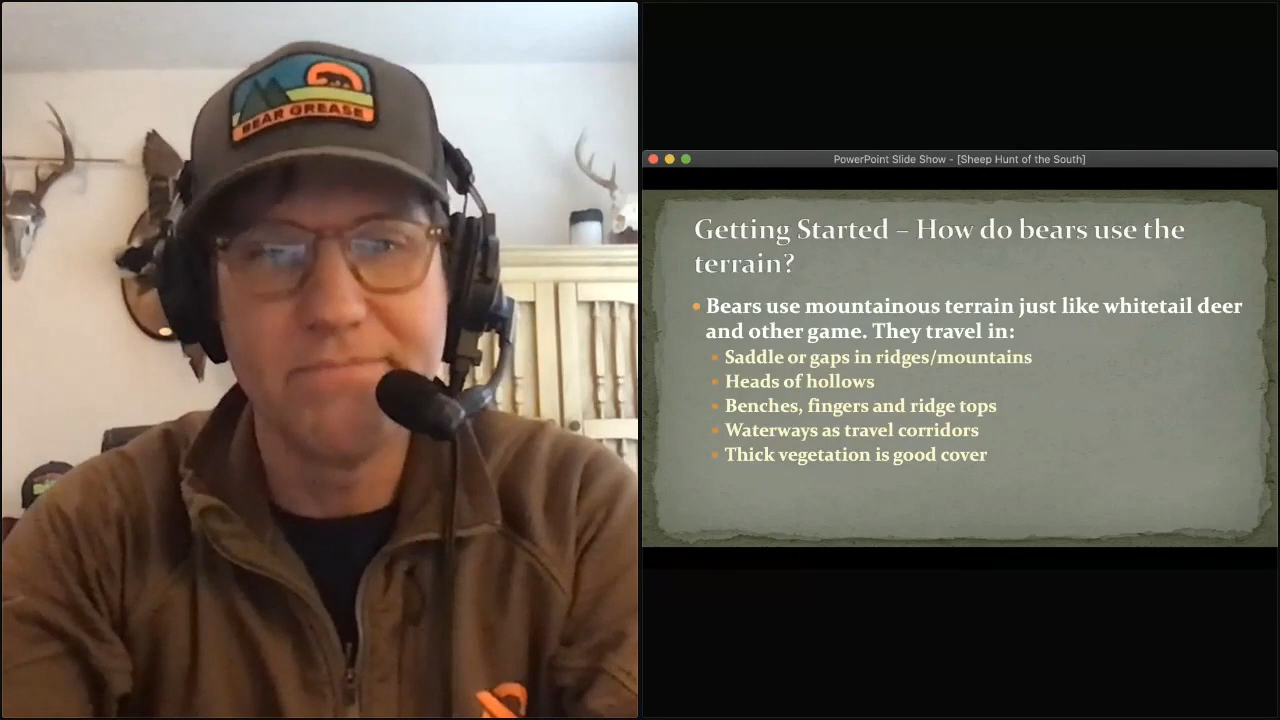 BEAR GREASE
PowerPoint Slide Show - [Sheep Hunt of the South]
Getting Started – How do bears use the
terrain?
Bears use mountainous terrain just like whitetail deer
and other game. They travel in:
Saddle or gaps in ridges/mountains
Heads of hollows
Benches, fingers and ridge tops
Waterways as travel corridors
Thick vegetation is good cover